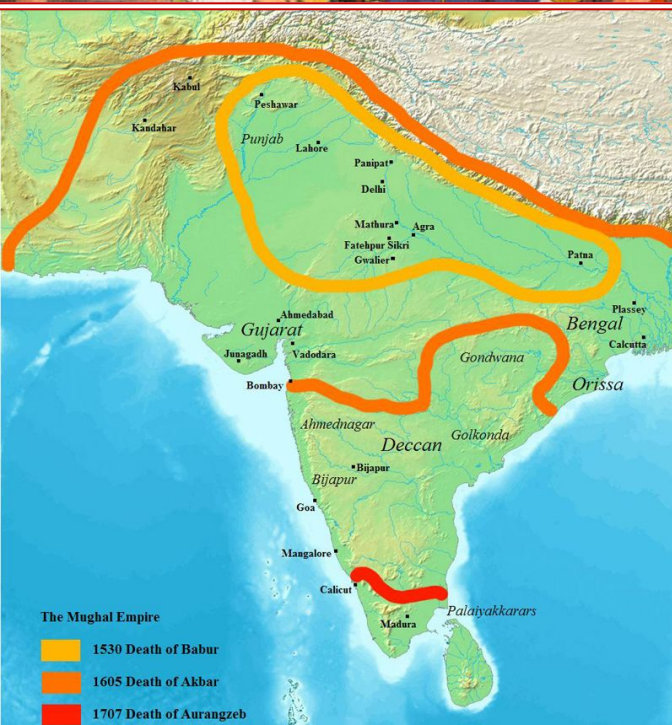 Kabul
Peshawar
Kandahar
Punjab
Lahore
Panipat
Delhi
Mathura
Agra
Fatehpur Sikri
Gwalier
Patna
Plassey
Ahmedabad
Bengal
Gujarat
Calcutta
Junagadh
Vadodara
Gondwana
Bombay
Orissa
Ahmednagar
Golkonda
Deccan
Bijapur
Bijapur
Goa
Mangalore
Calicut
Palaiyakkarars
Madura
The Mughal Empire
1530 Death of Babur
1605 Death of Akbar
1707 Death of Aurangzeb